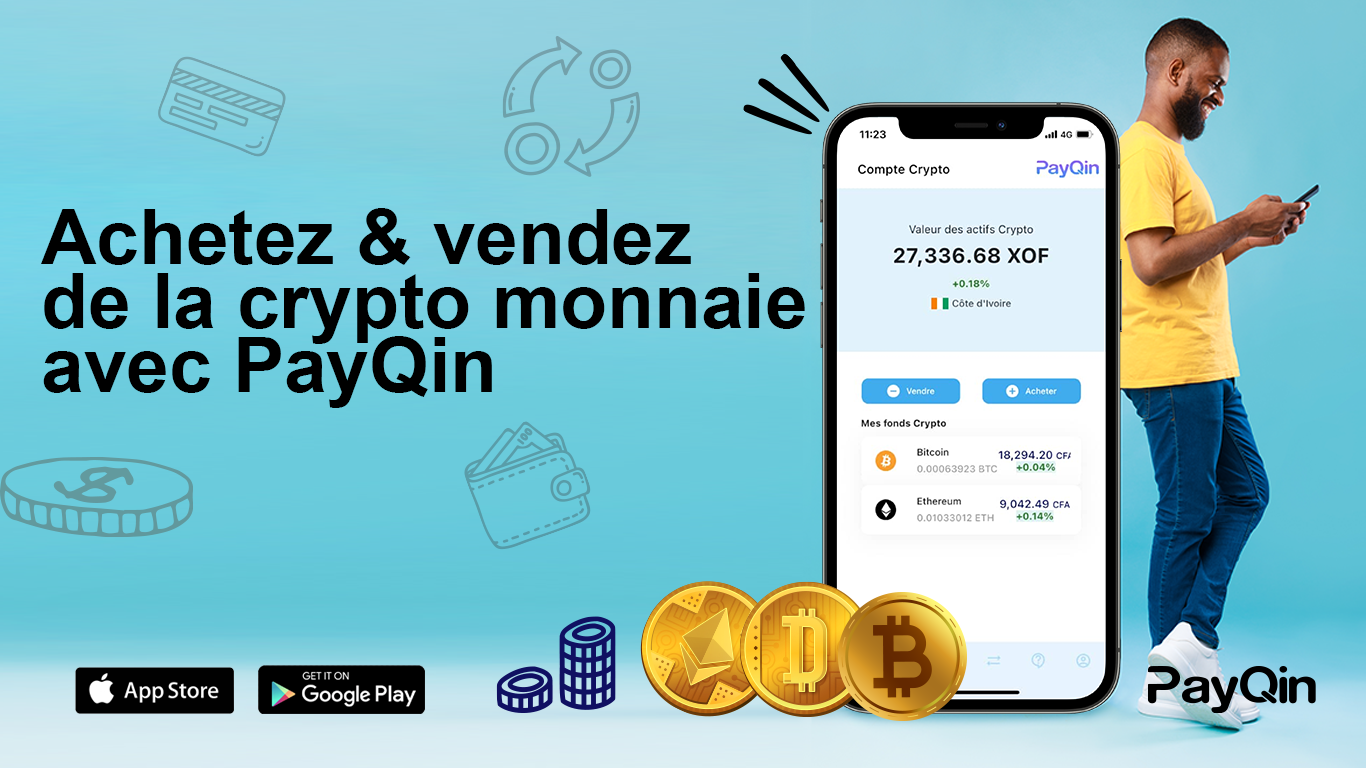 Achetez & vendez
de la crypto monnaie
avec PayQin
100
11:23
4G
Compte Crypto
PayQin
Valeur des actifs Crypto
27,336.68 XOF
+0.18%
Côte d'Ivoire
Vendre
Acheter
Mes fonds Crypto
Bitcoin
18,294.20 CFA
0.00063923 BTC
+0.04%
Ethereum
9,042.49 CFA
0.01033012 ETH
+0.14%
App Store
GET IT ON
Google Play
PayQin